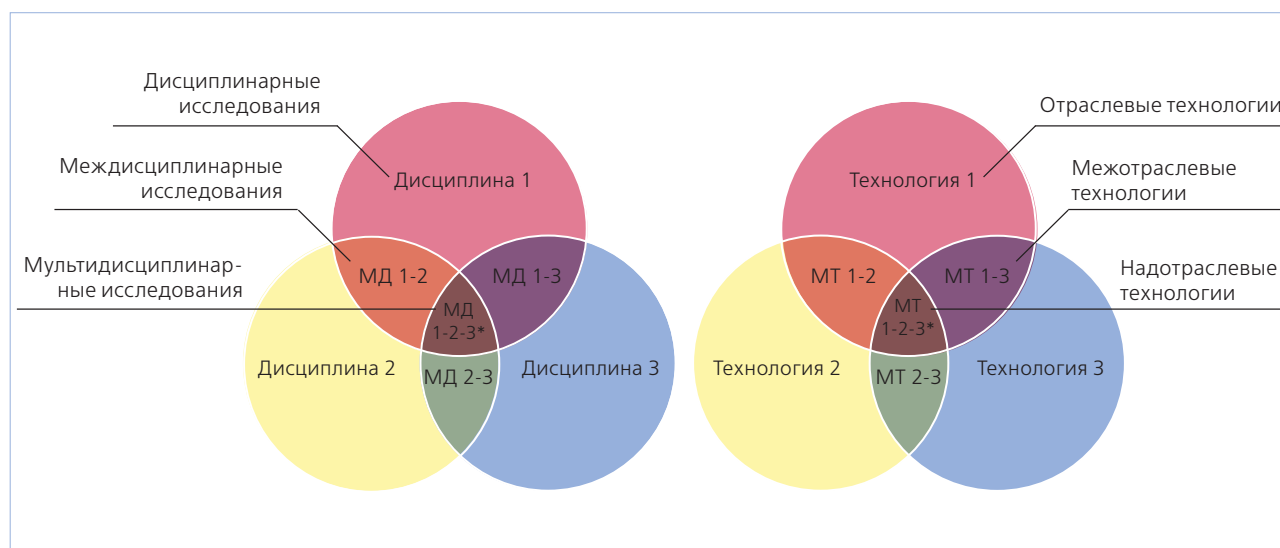 Дисциплинарные
исследования
Дисциплина 1
Междисциплинарные
исследования
МД 1-2
МД 1-3
Мультидисциплинар-
ные исследования
МД
1-2-3*
Дисциплина 2
МД 2-3
Дисциплина 3
Отраслевые технологии
Технология 1
Межотраслевые
технологии
МТ 1-2
МТ 1-3
Надотраслевые
технологии
МТ
1-2-3*
Технология 2
МТ 2-3
Технология 3